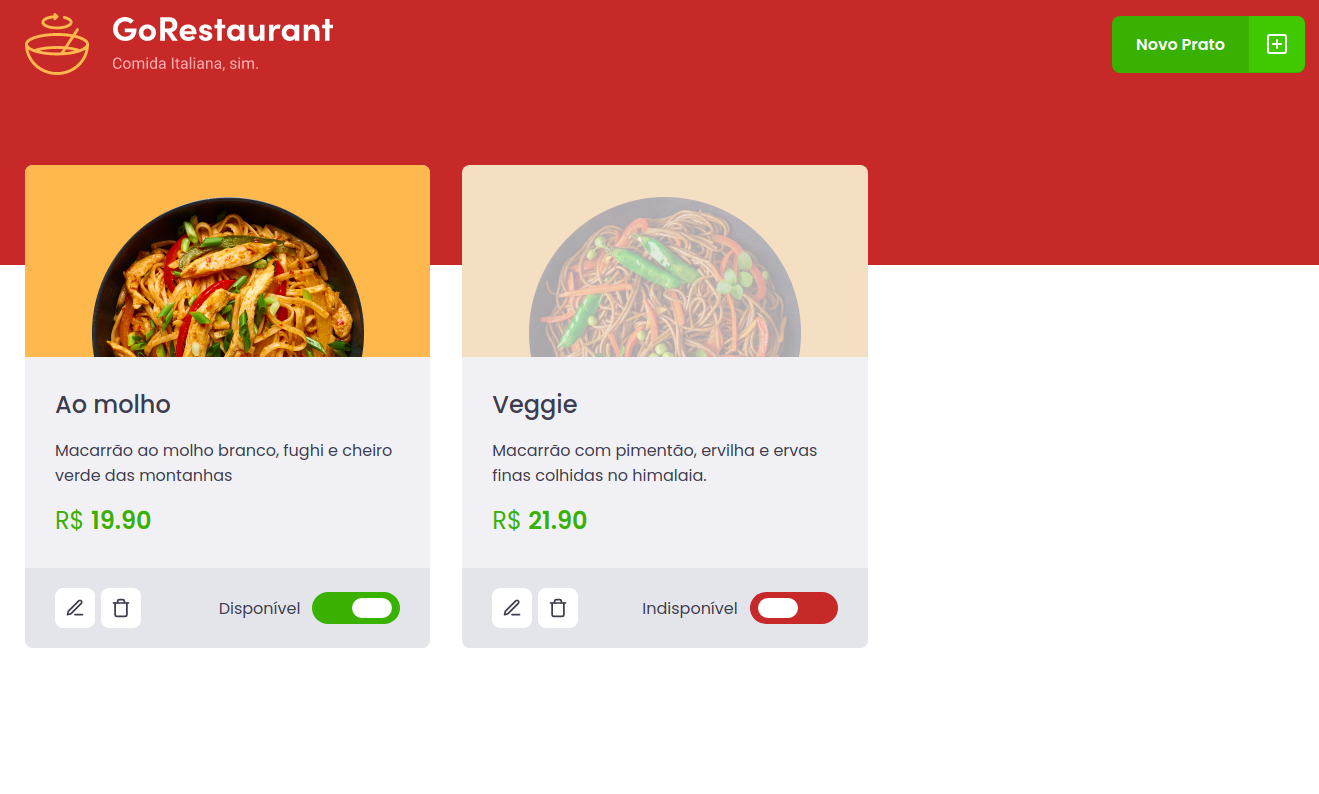 GoRestaurant
Comida Italiana, sim.
Novo Prato
Ao molho
Macarrão ao molho branco, fughi e cheiro
verde das montanhas
R$ 19.90
Disponível
Veggie
Macarrão com pimentão, ervilha e ervas
finas colhidas no himalaia.
R$ 21.90
Indisponível